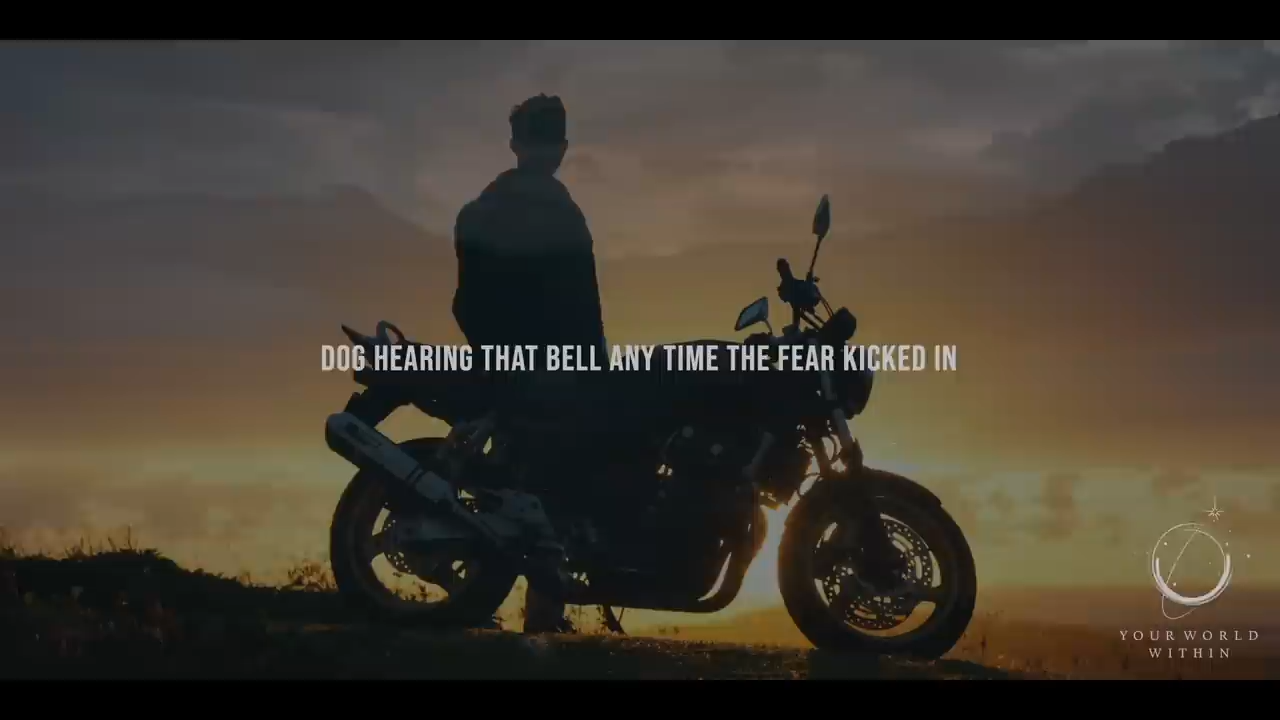 DOG HEARING THAT BELL ANY TIME THE FEAR KICKED IN
YOUR WORLD
WITHIN